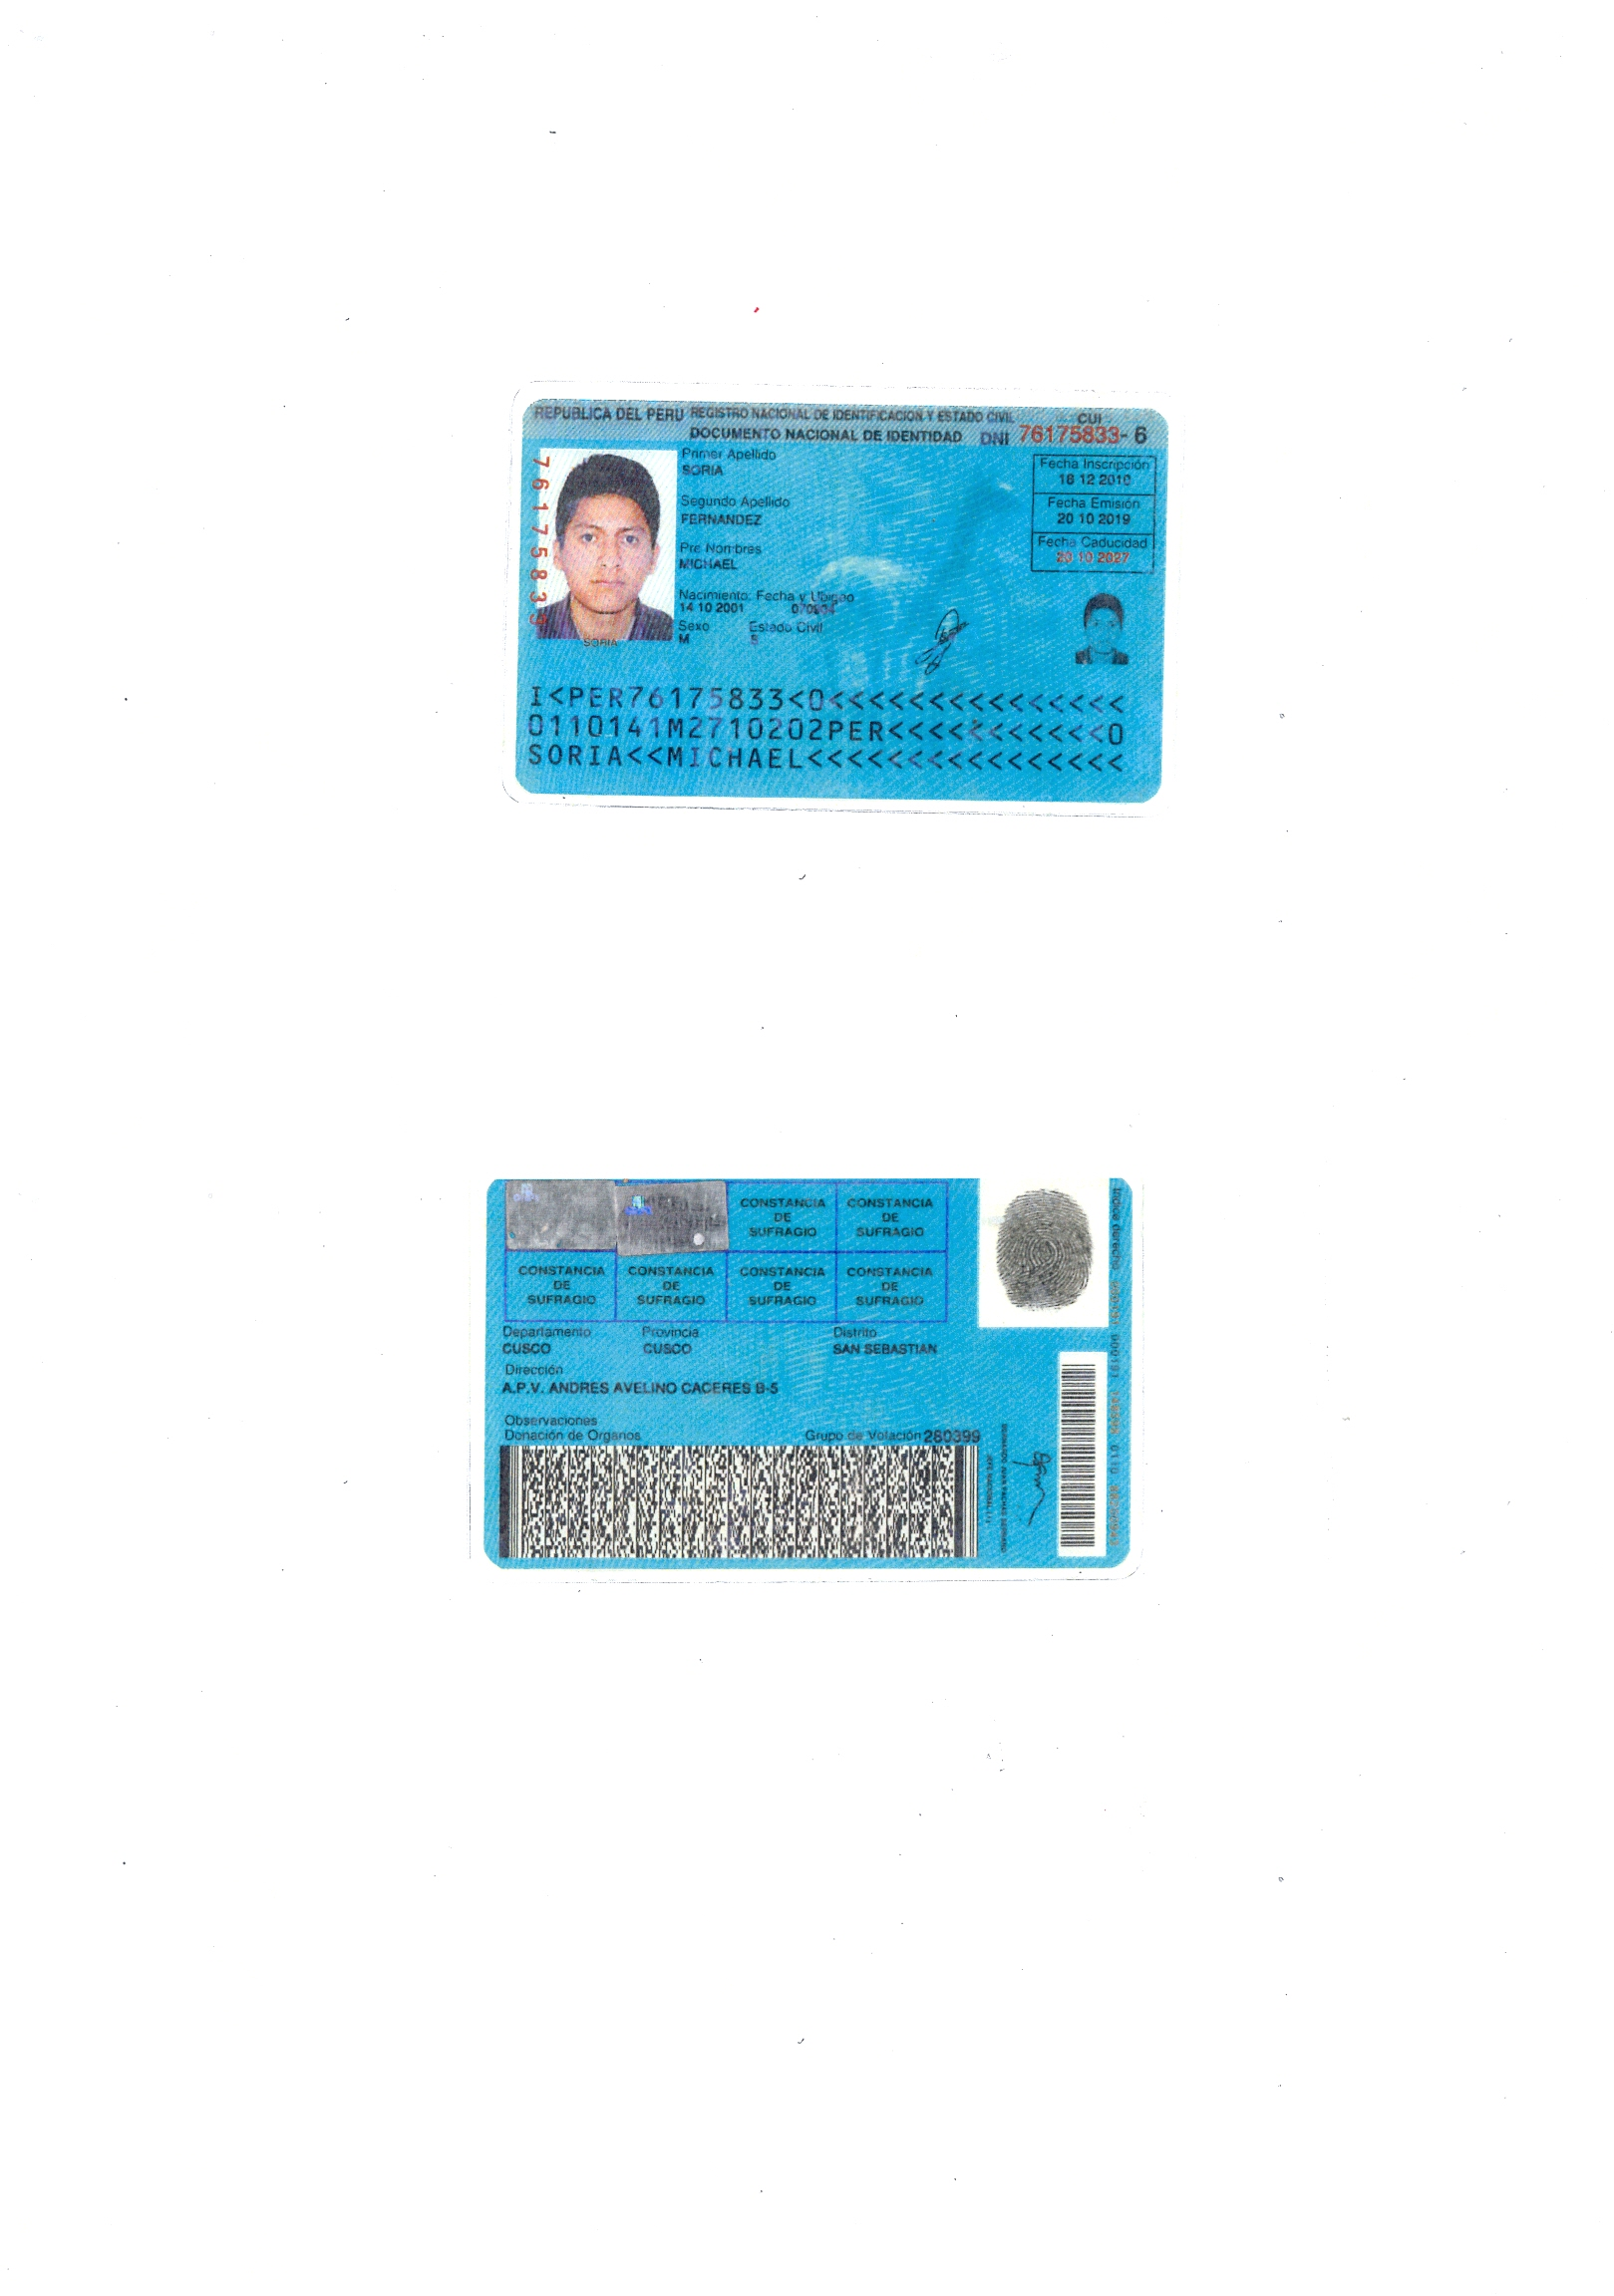 REPUBLICA DEL PERU REGISTRO NACIONAL DE IDENTIFICACION Y ESTADO CIVIL CUI
DOCUMENTO NACIONAL DE IDENTIDAD DNI 76175833-6
76175833
Primer Apellido
SORIA
Segundo Apellido
FERNANDEZ
Pre Nombres
MICHAEL
Nacimiento: Fecha y Ubigeo
14 10 2001
Sexo Estado Civil
M S
SORIA
Fecha Inscripción
18 12 2010
Fecha Emisión
20 10 2019
Fecha Caducidad
20 10 2027
I<PER76175833<0<<<<<<<<<<<<<<<
0110141M2710202PER<<<<<<<<<<<0
SORIA<<MICHAEL<<<<<<<<<<<<<<<<
CONSTANCIA DE SUFRAGIO
CONSTANCIA DE SUFRAGIO
CONSTANCIA DE SUFRAGIO
CONSTANCIA DE SUFRAGIO
CONSTANCIA DE SUFRAGIO
CONSTANCIA DE SUFRAGIO
Departamento Provincia Distrito
CUSCO CUSCO SAN SEBASTIAN
Dirección
A.P.V. ANDRES AVELINO CACERES B-5
Observaciones
Donación de Organos Grupo de Votación 280399
Indice derecho